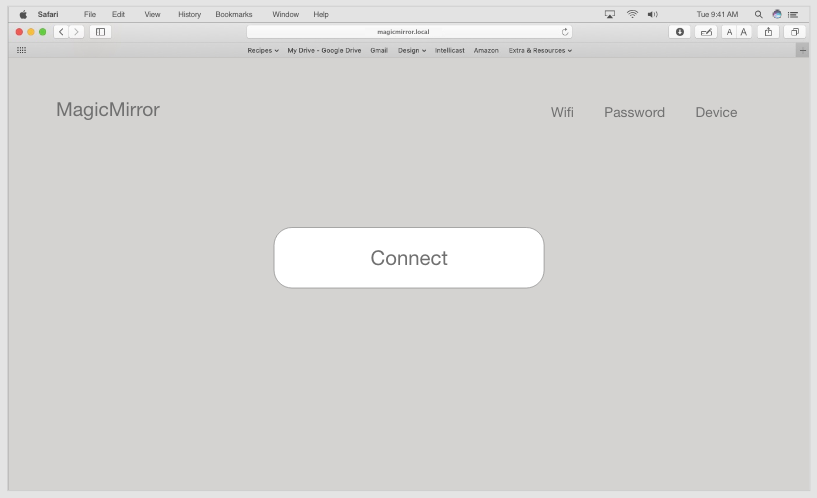 Safari File Edit View History Bookmarks Window Help Tue 9:41 AM
magicmirror.local A A
Recipes My Drive - Google Drive Gmail Design Intellicast Amazon Extra & Resources
MagicMirror Wifi Password Device
Connect